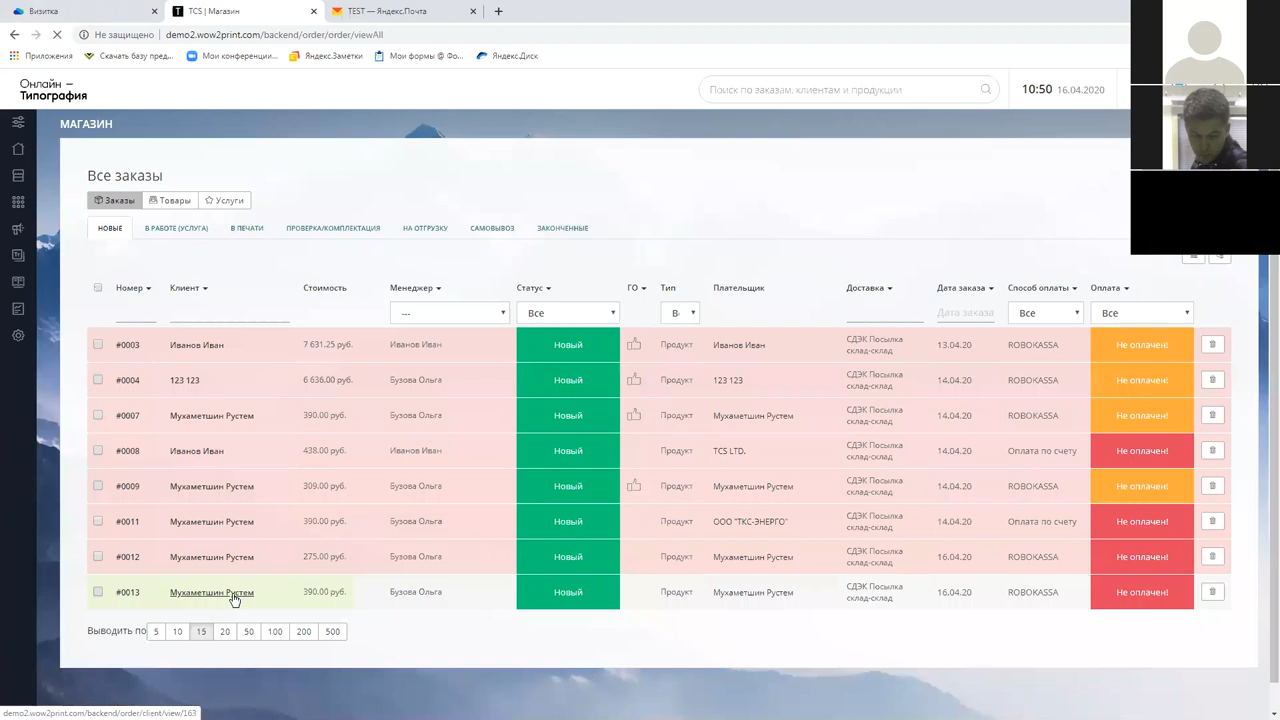 Визитка
TCS | Магазин
TEST — Яндекс.Почта
Не защищено
demo2.wow2print.com/backend/order/order/viewAll
Приложения
Скачать базу пред...
Мои конференции...
Яндекс.Заметки
Мои формы @ Фо...
Яндекс.Диск
Онлайн —
Типография
Поиск по заказам, клиентам и продукции
10:50 16.04.2020
МАГАЗИН
Все заказы
Заказы Товары Услуги
НОВЫЕ В РАБОТЕ (УСЛУГА) В ПЕЧАТИ ПРОВЕРКА/КОМПЛЕКТАЦИЯ НА ОТГРУЗКУ САМОВЫВОЗ ЗАКОНЧЕННЫЕ
Номер Клиент Стоимость Менеджер Статус ГО Тип Плательщик Доставка Дата заказа Способ оплаты Оплата
--- Все Дата заказа Все Все
#0003 Иванов Иван 7 631.25 руб. Иванов Иван Новый Продукт Иванов Иван СДЭК Посылка склад-склад 13.04.20 ROBOKASSA Не оплачен!
#0004 123 123 6 636.00 руб. Бузова Ольга Новый Продукт 123 123 СДЭК Посылка склад-склад 14.04.20 ROBOKASSA Не оплачен!
#0007 Мухаметшин Рустем 390.00 руб. Бузова Ольга Новый Продукт Мухаметшин Рустем СДЭК Посылка склад-склад 14.04.20 ROBOKASSA Не оплачен!
#0008 Иванов Иван 438.00 руб. Иванов Иван Новый Продукт TCS LTD. СДЭК Посылка склад-склад 14.04.20 Оплата по счету Не оплачен!
#0009 Мухаметшин Рустем 309.00 руб. Бузова Ольга Новый Продукт Мухаметшин Рустем СДЭК Посылка склад-склад 14.04.20 ROBOKASSA Не оплачен!
#0011 Мухаметшин Рустем 390.00 руб. Бузова Ольга Новый Продукт ООО "ТКС-ЭНЕРГО" СДЭК Посылка склад-склад 14.04.20 Оплата по счету Не оплачен!
#0012 Мухаметшин Рустем 275.00 руб. Бузова Ольга Новый Продукт Мухаметшин Рустем СДЭК Посылка склад-склад 16.04.20 ROBOKASSA Не оплачен!
#0013 Мухаметшин Рустем 390.00 руб. Бузова Ольга Новый Продукт Мухаметшин Рустем СДЭК Посылка склад-склад 16.04.20 ROBOKASSA Не оплачен!
Выводить по 5 10 15 20 50 100 200 500
demo2.wow2print.com/backend/order/client/view/163